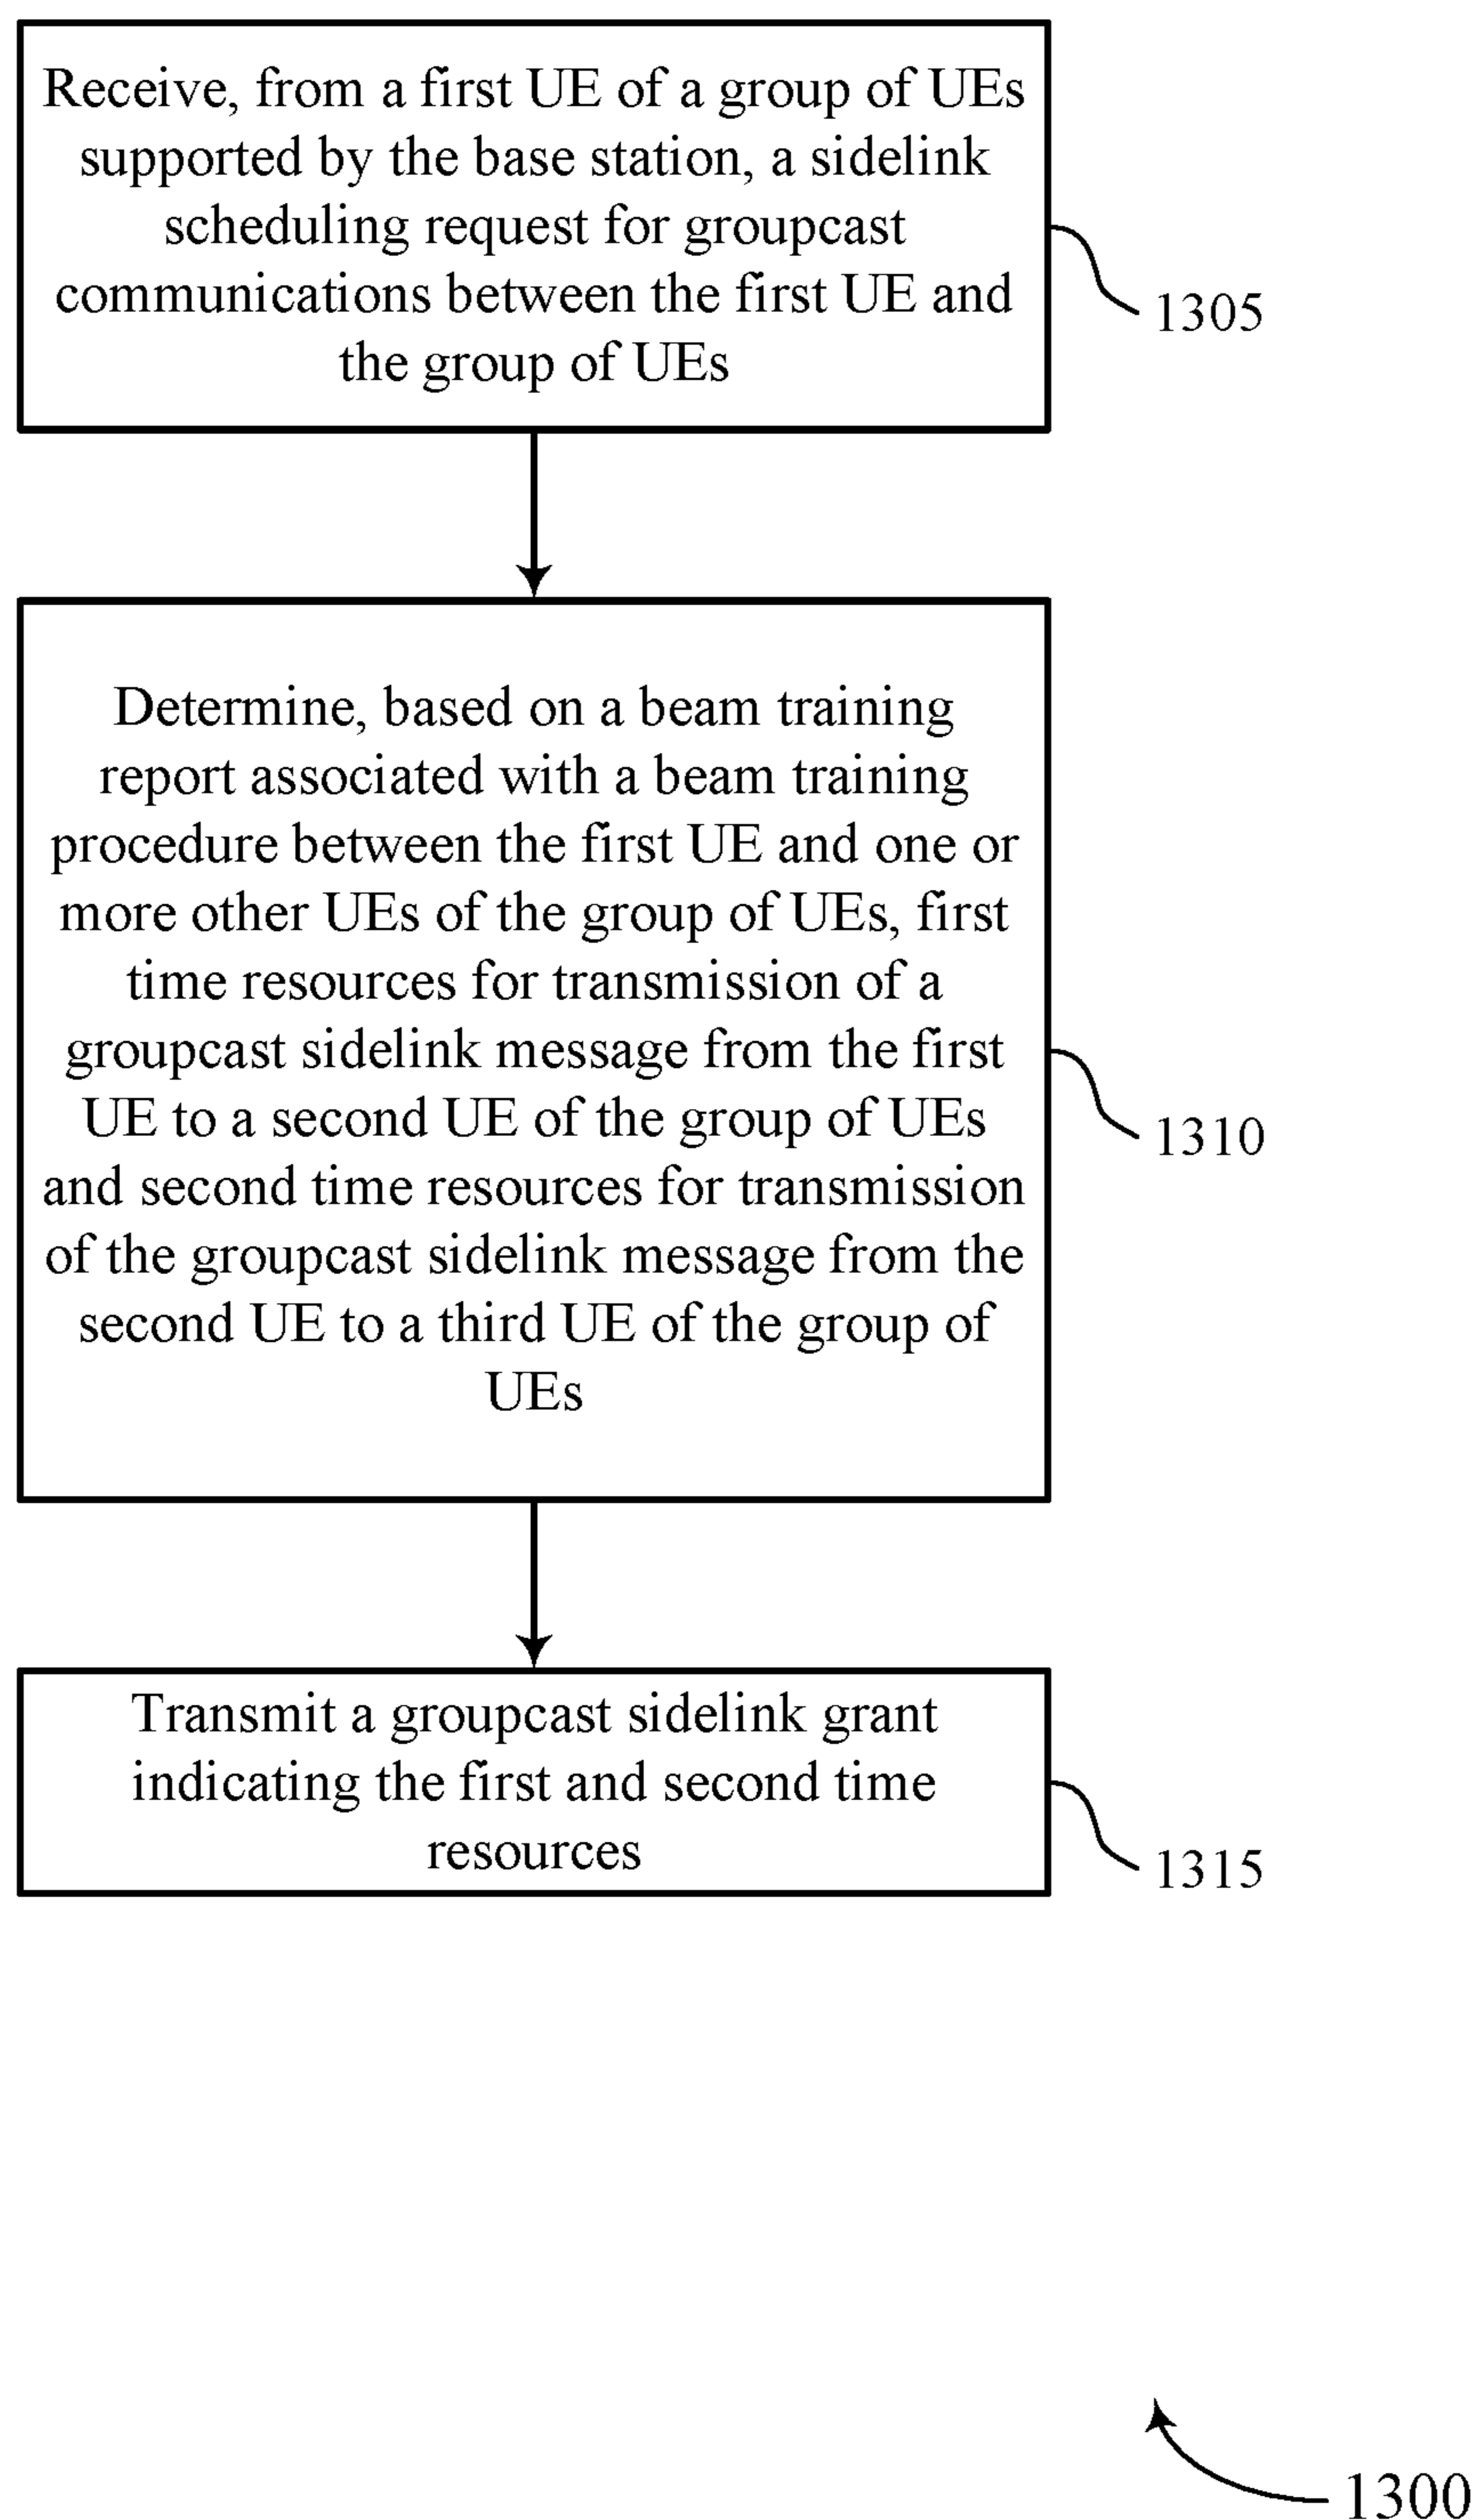 Receive, from a first UE of a group of UEs
supported by the base station, a sidelink
scheduling request for groupcast
communications between the first UE and
the group of UEs
1305
Determine, based on a beam training
report associated with a beam training
procedure between the first UE and one or
more other UEs of the group of UEs, first
time resources for transmission of a
groupcast sidelink message from the first
UE to a second UE of the group of UEs
and second time resources for transmission
of the groupcast sidelink message from the
second UE to a third UE of the group of
UEs
1310
Transmit a groupcast sidelink grant
indicating the first and second time
resources
1315
1300